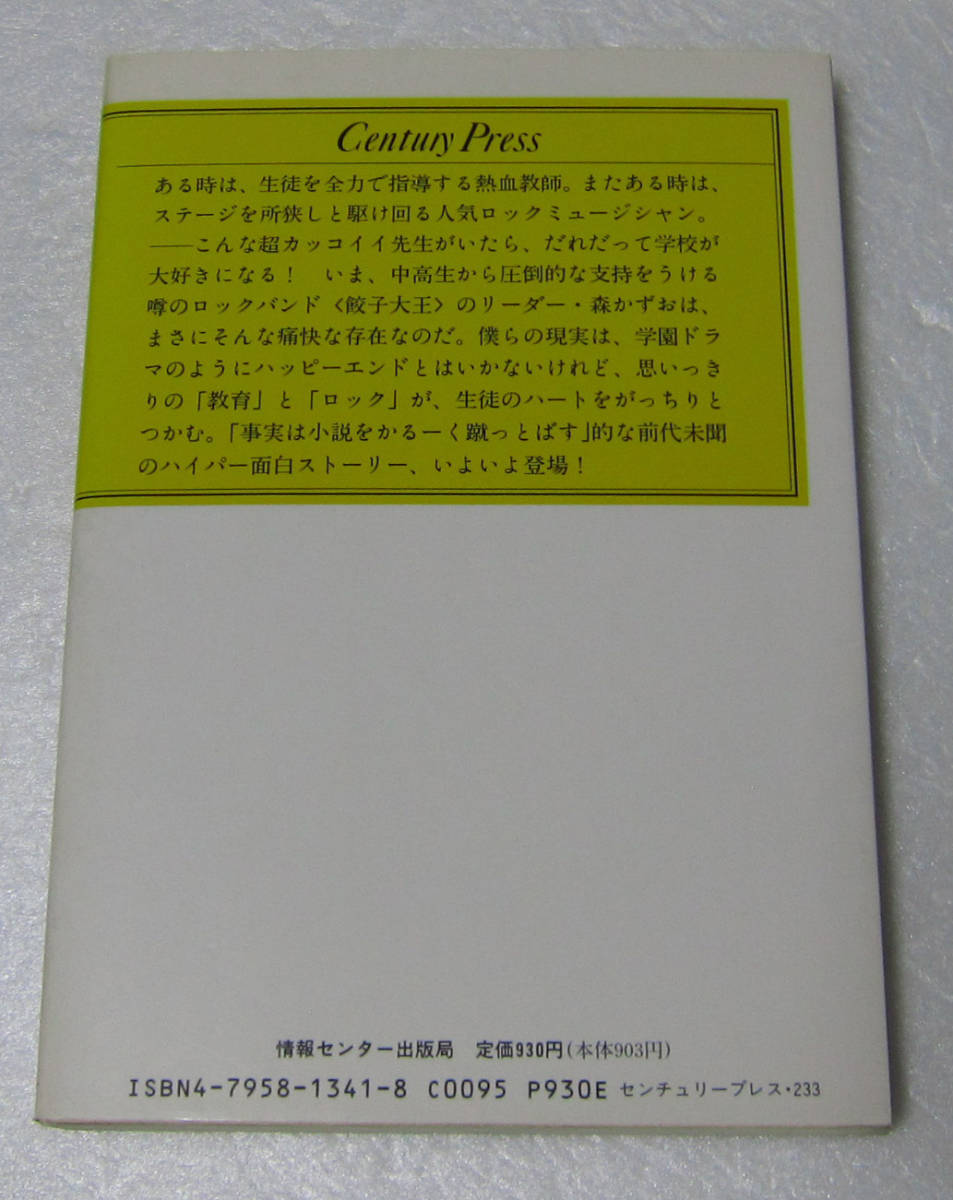 Century Press
ある時は、生徒を全力で指導する熱血教師。またある時は、
ステージを所狭しと駆け回る人気ロックミュージシャン。
——こんな超カッコイイ先生がいたら、だれだって学校が
大好きになる！　いま、中高生から圧倒的な支持をうける
噂のロックバンド〈餃子大王〉のリーダー・森かずおは、
まさにそんな痛快な存在なのだ。僕らの現実は、学園ドラ
マのようにハッピーエンドとはいかないけれど、思いっき
りの「教育」と「ロック」が、生徒のハートをがっちりと
つかむ。「事実は小説をかるーく蹴っとばす」的な前代未聞
のハイパー面白ストーリー、いよいよ登場！
情報センター出版局　定価930円(本体903円)
ISBN4-7958-1341-8 C0095 P930E センチュリープレス・233